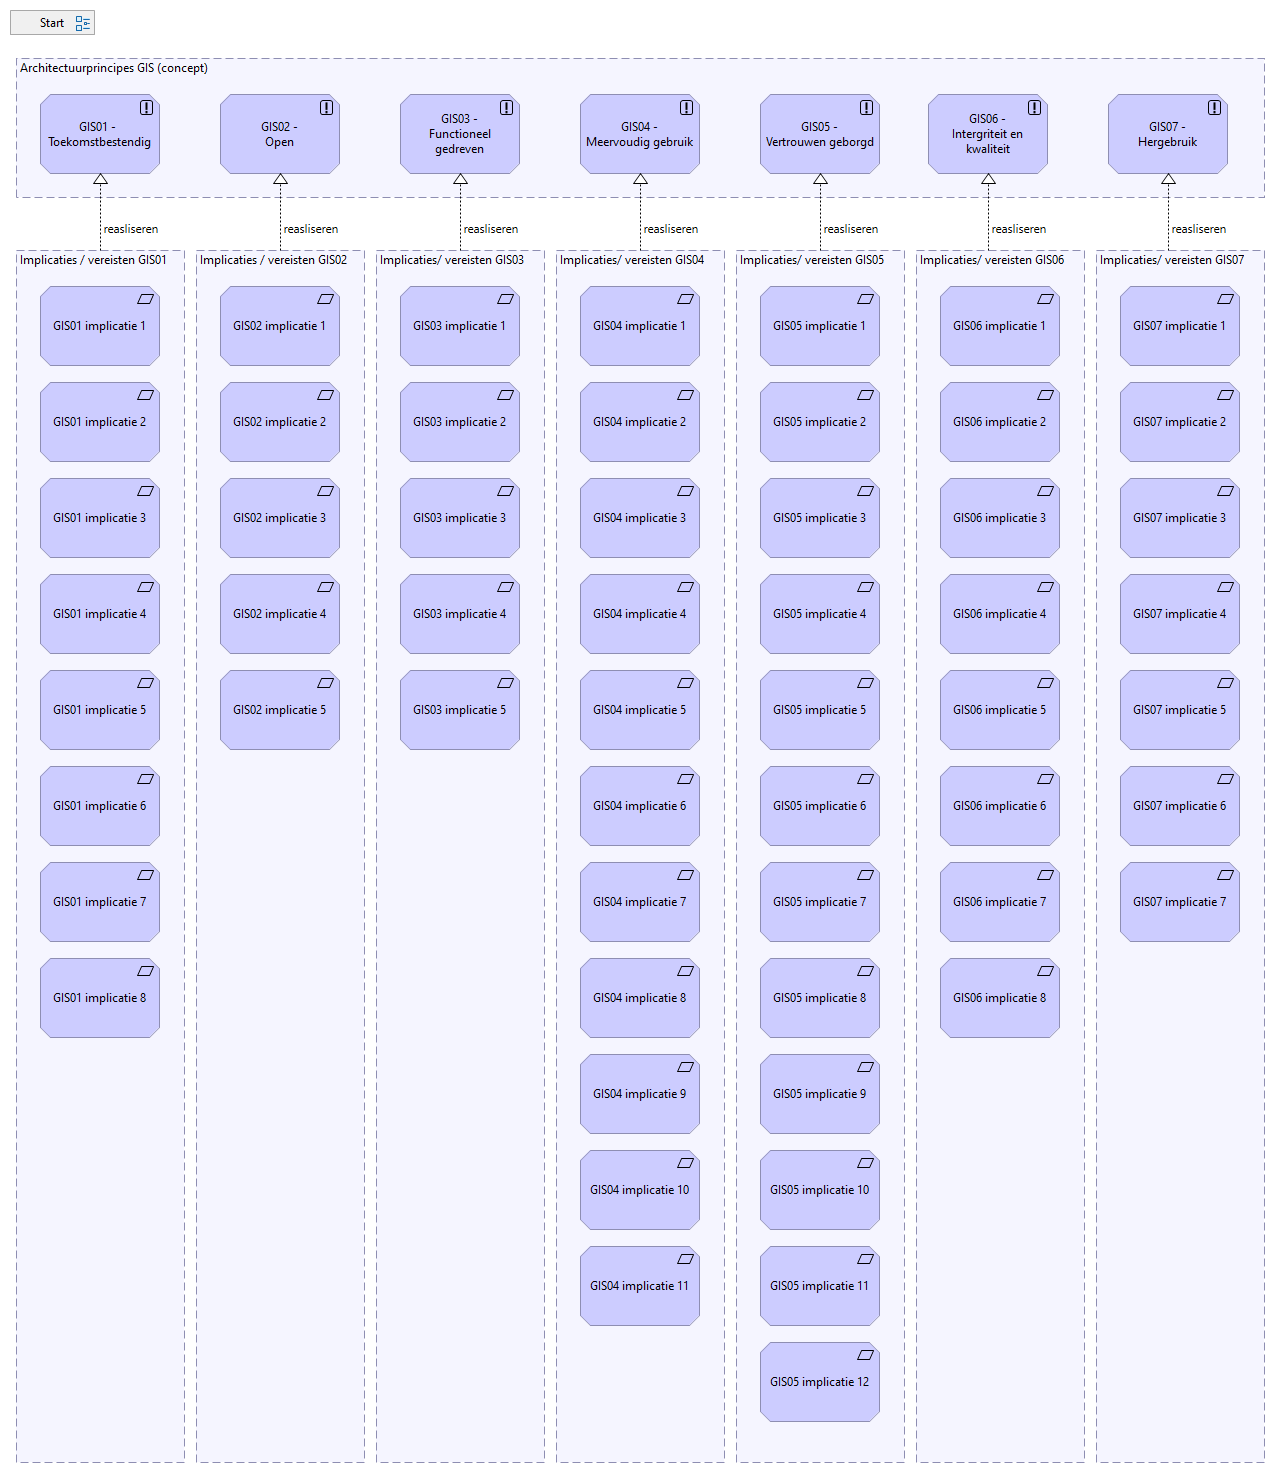 Start
Architectuurprincipes GIS (concept)
GIS01 -
Toekomstbestendig
GIS02 -
Open
GIS03 -
Functioneel
gedreven
GIS04 -
Meervoudig gebruik
GIS05 -
Vertrouwen geborgd
GIS06 -
Intergriteit en
kwaliteit
GIS07 -
Hergebruik
reasliseren
reasliseren
reasliseren
reasliseren
reasliseren
reasliseren
reasliseren
Implicaties/ vereisten GIS01
GIS01 implicatie 1
GIS01 implicatie 2
GIS01 implicatie 3
GIS01 implicatie 4
GIS01 implicatie 5
GIS01 implicatie 6
GIS01 implicatie 7
GIS01 implicatie 8
Implicaties / vereisten GIS02
GIS02 implicatie 1
GIS02 implicatie 2
GIS02 implicatie 3
GIS02 implicatie 4
GIS02 implicatie 5
Implicaties/ vereisten GIS03
GIS03 implicatie 1
GIS03 implicatie 2
GIS03 implicatie 3
GIS03 implicatie 4
GIS03 implicatie 5
Implicaties/ vereisten GIS04
GIS04 implicatie 1
GIS04 implicatie 2
GIS04 implicatie 3
GIS04 implicatie 4
GIS04 implicatie 5
GIS04 implicatie 6
GIS04 implicatie 7
GIS04 implicatie 8
GIS04 implicatie 9
GIS04 implicatie 10
GIS04 implicatie 11
Implicaties/ vereisten GIS05
GIS05 implicatie 1
GIS05 implicatie 2
GIS05 implicatie 3
GIS05 implicatie 4
GIS05 implicatie 5
GIS05 implicatie 6
GIS05 implicatie 7
GIS05 implicatie 8
GIS05 implicatie 9
GIS05 implicatie 10
GIS05 implicatie 11
GIS05 implicatie 12
Implicaties/ vereisten GIS06
GIS06 implicatie 1
GIS06 implicatie 2
GIS06 implicatie 3
GIS06 implicatie 4
GIS06 implicatie 5
GIS06 implicatie 6
GIS06 implicatie 7
GIS06 implicatie 8
Implicaties/ vereisten GIS07
GIS07 implicatie 1
GIS07 implicatie 2
GIS07 implicatie 3
GIS07 implicatie 4
GIS07 implicatie 5
GIS07 implicatie 6
GIS07 implicatie 7